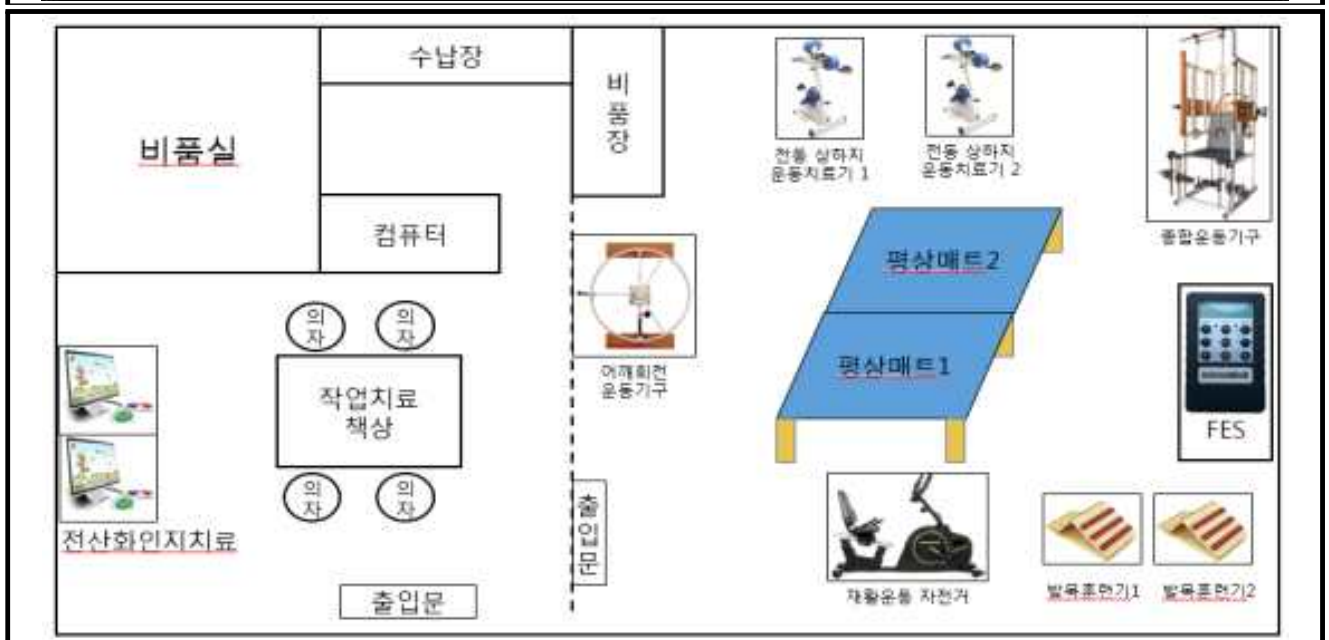 수납장
비
품
장
비품실
컴퓨터
전동 상하지
운동치료기 1
전동 상하지
운동치료기 2
종합운동기구
평상매트2
평상매트1
어깨회전
운동기구
FES
의
자
의
자
작업치료
책상
의
자
의
자
전산화인지치료
출
입
문
출입문
재활운동 자전거
발목훈련기1
발목훈련기2